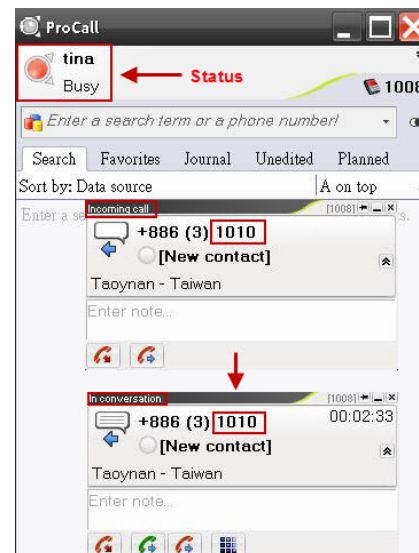 ProCall
tina
Busy
Status
1008
Enter a search term or a phone number!
Search Favorites Journal Unedited Planned
Sort by: Data source A on top
Enter a se
Incoming call [1008]
+886 (3) 1010
[New contact]
Taoynan - Taiwan
Enter note...
In conversation [1008]
+886 (3) 1010 00:02:33
[New contact]
Taoynan - Taiwan
Enter note...